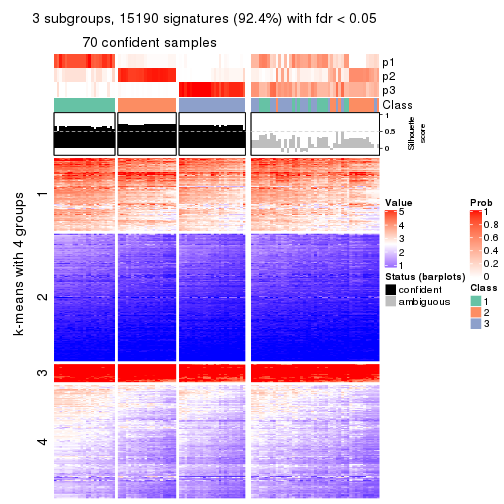 3 subgroups, 15190 signatures (92.4%) with fdr < 0.05
70 confident samples
p1
p2
p3
Class
1
0.5
0
Silhouette
score
k-means with 4 groups
1
2
3
4
Value
5
4
3
2
1
Status (barplots)
confident
ambiguous
Prob
1
0.8
0.6
0.4
0.2
0
Class
1
2
3